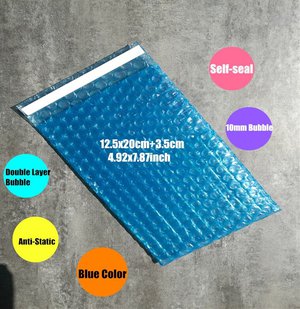 Self-seal
10mm Bubble
12.5x20cm+3.5cm
4.92x7.87inch
Double Layer
Bubble
Anti-Static
Blue Color